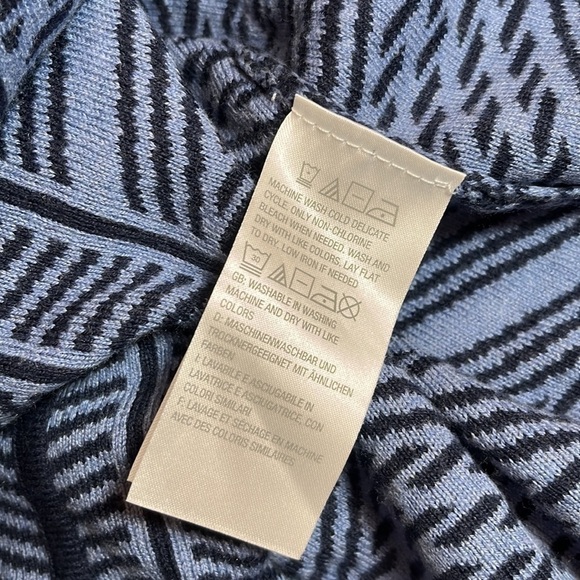 MACHINE WASH COLD DELICATE
CYCLE. ONLY NON-CHLORINE
BLEACH WHEN NEEDED. WASH AND
DRY WITH LIKE COLORS. LAY FLAT
TO DRY. LOW IRON IF NEEDED
30
GB: WASHABLE IN WASHING
MACHINE AND DRY WITH LIKE
COLORS
D: MASCHINENWASCHBAR UND
TROCKNERGEEIGNET MIT ÄHNLICHEN
FARBEN
I: LAVABILE E ASCIUGABILE IN
LAVATRICE E ASCIUGATRICE, CON
COLORI SIMILARI
F: LAVAGE ET SÉCHAGE EN MACHINE
AVEC DES COLORIS SIMILAIRES